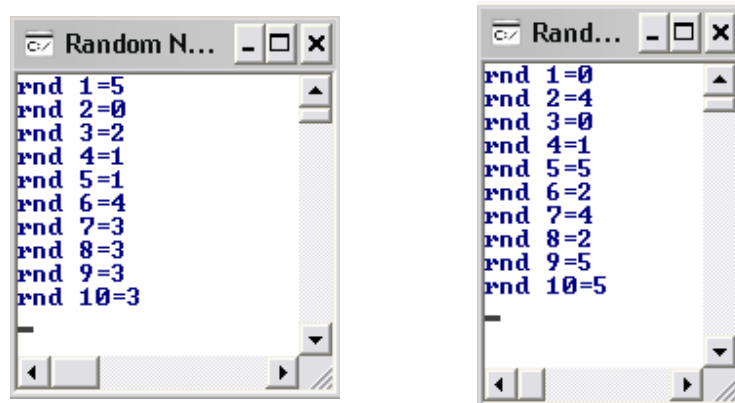 Random N...
rnd 1=5
rnd 2=0
rnd 3=2
rnd 4=1
rnd 5=1
rnd 6=4
rnd 7=3
rnd 8=3
rnd 9=3
rnd 10=3
Rand...
rnd 1=0
rnd 2=4
rnd 3=0
rnd 4=1
rnd 5=5
rnd 6=2
rnd 7=4
rnd 8=2
rnd 9=5
rnd 10=5